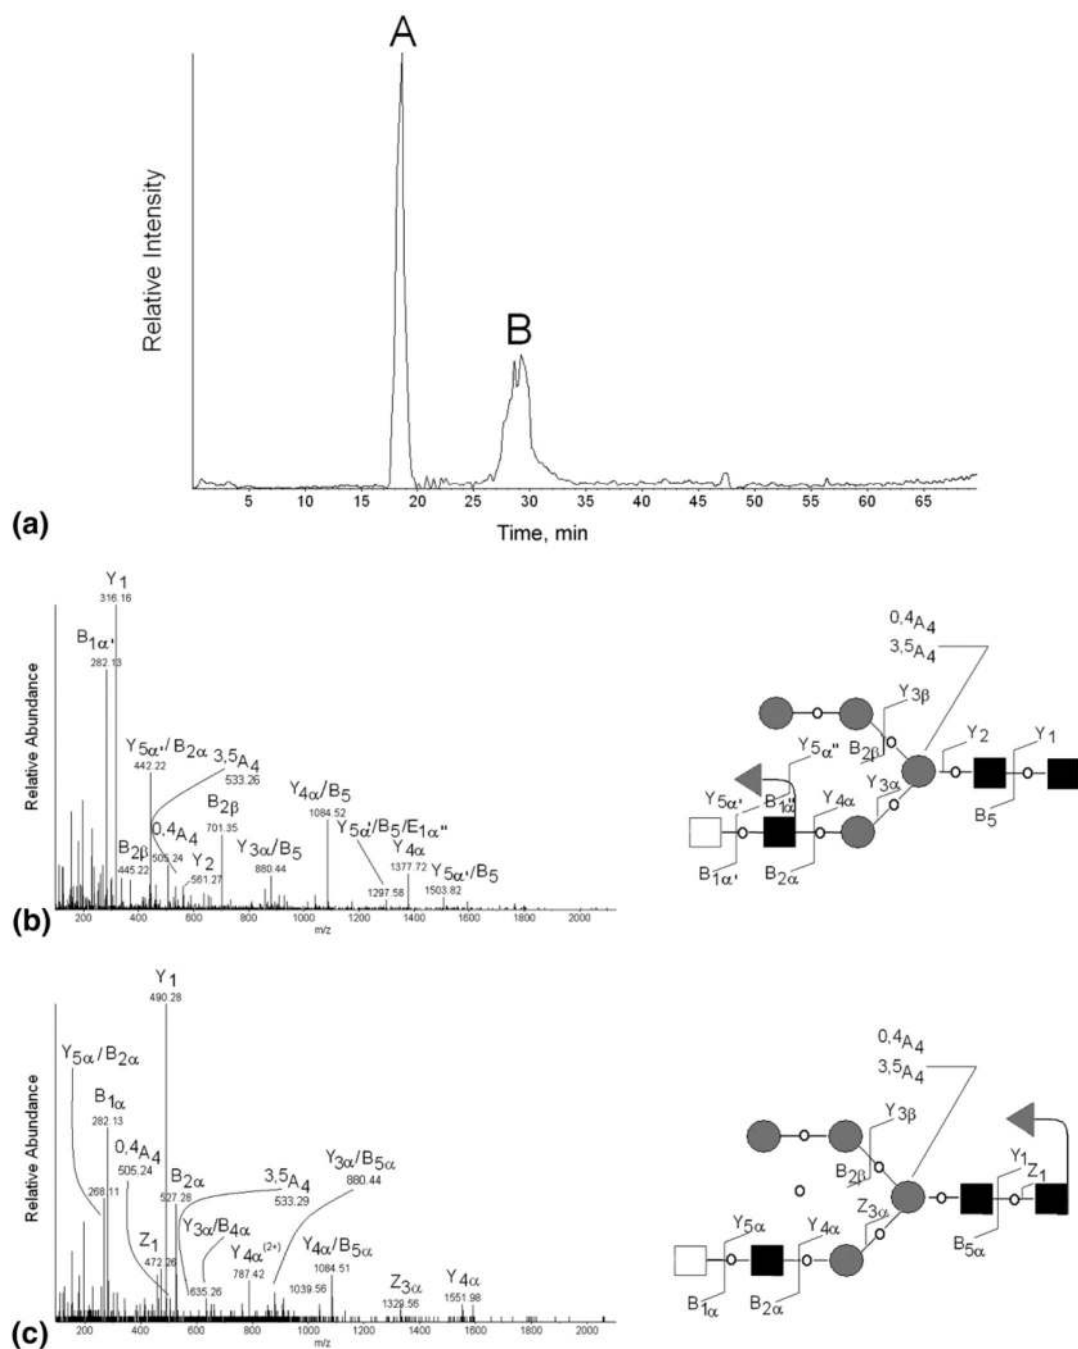 A
B
Relative Intensity
5 10 15 20 25 30 35 40 45 50 55 60 65
Time, min
(a)
Y1
316.16
B1α'
282.13
Y5α'/B2α
442.22
3,5A4
533.26
0,4A4
505.24
B2β
445.22
B2β
701.35
Y2
561.27
Y3α/B5
880.44
Y4α/B5
1084.52
Y5α'/B5/E1α''
1297.58
Y4α
1377.72
Y5α'/B5
1503.82
Relative Abundance
200 400 600 800 1000 1200 1400 1600 1800 2000
m/z
0,4A4
3,5A4
Y3β
B2β
Y2
Y1
Y5α''
Y3α
Y5α'
B1α''
Y4α
B5
B1α'
B2α
(b)
Y1
490.28
Y5α/B2α
268.11
B1α
282.13
0,4A4
505.24
Z1
472.26
B2α
527.28
3,5A4
533.29
Y3α/B4α
635.26
Y4α(2+)
787.42
Y3α/B5α
880.44
Y4α/B5α
1039.56
1084.51
Z3α
1329.56
Y4α
1551.98
Relative Abundance
200 400 600 800 1000 1200 1400 1600 1800 2000
m/z
0,4A4
3,5A4
Y3β
B2β
Y1
Z1
Z3α
Y5α
Y4α
B5α
B1α
B2α
(c)